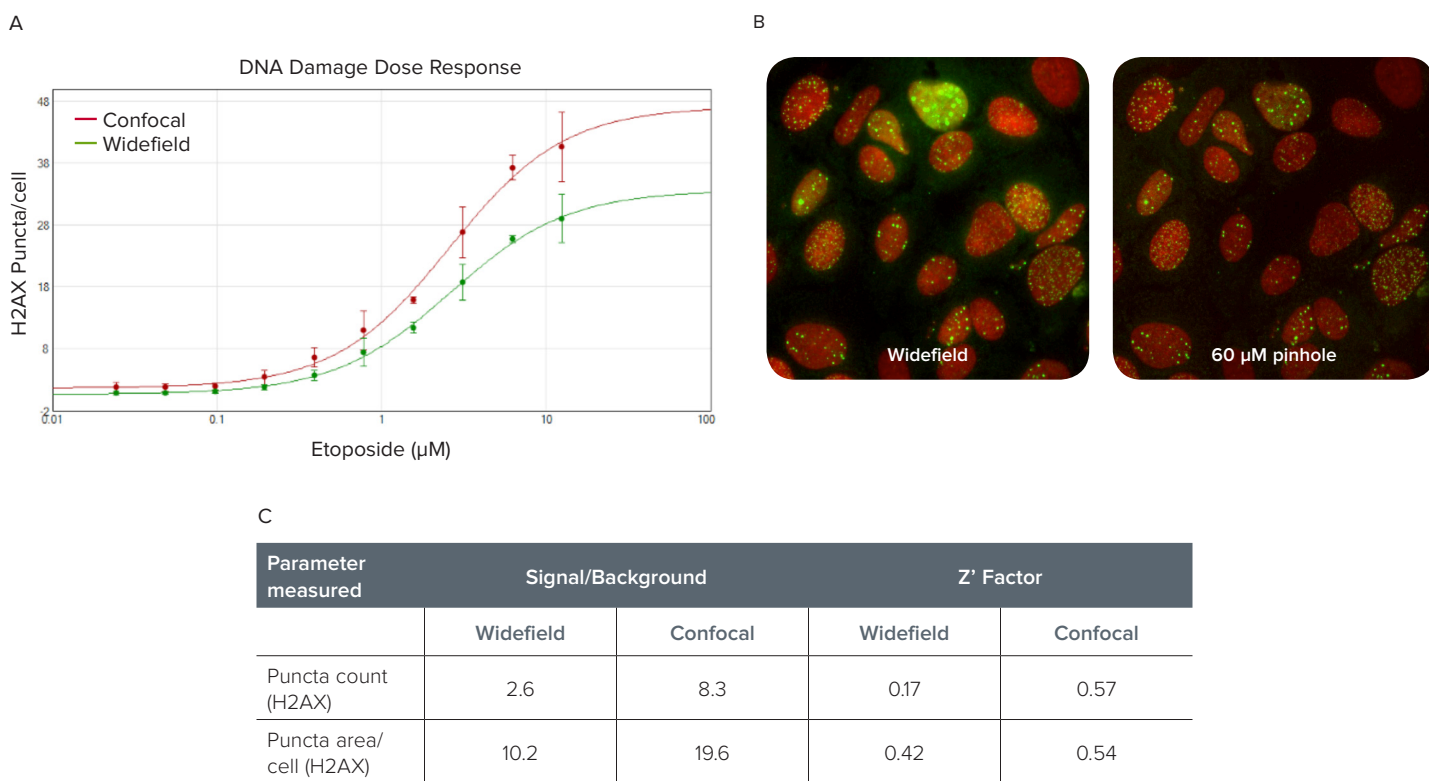 A
DNA Damage Dose Response
Confocal
Widefield
48
38
28
18
8
-2
H2AX Puncta/cell
0.01
0.1
1
10
100
Etoposide (µM)
B
Widefield
60 µM pinhole
C
Parameter
measured
Signal/Background
Z’ Factor
Widefield
Confocal
Widefield
Confocal
Puncta count
(H2AX)
2.6
8.3
0.17
0.57
Puncta area/
cell (H2AX)
10.2
19.6
0.42
0.54